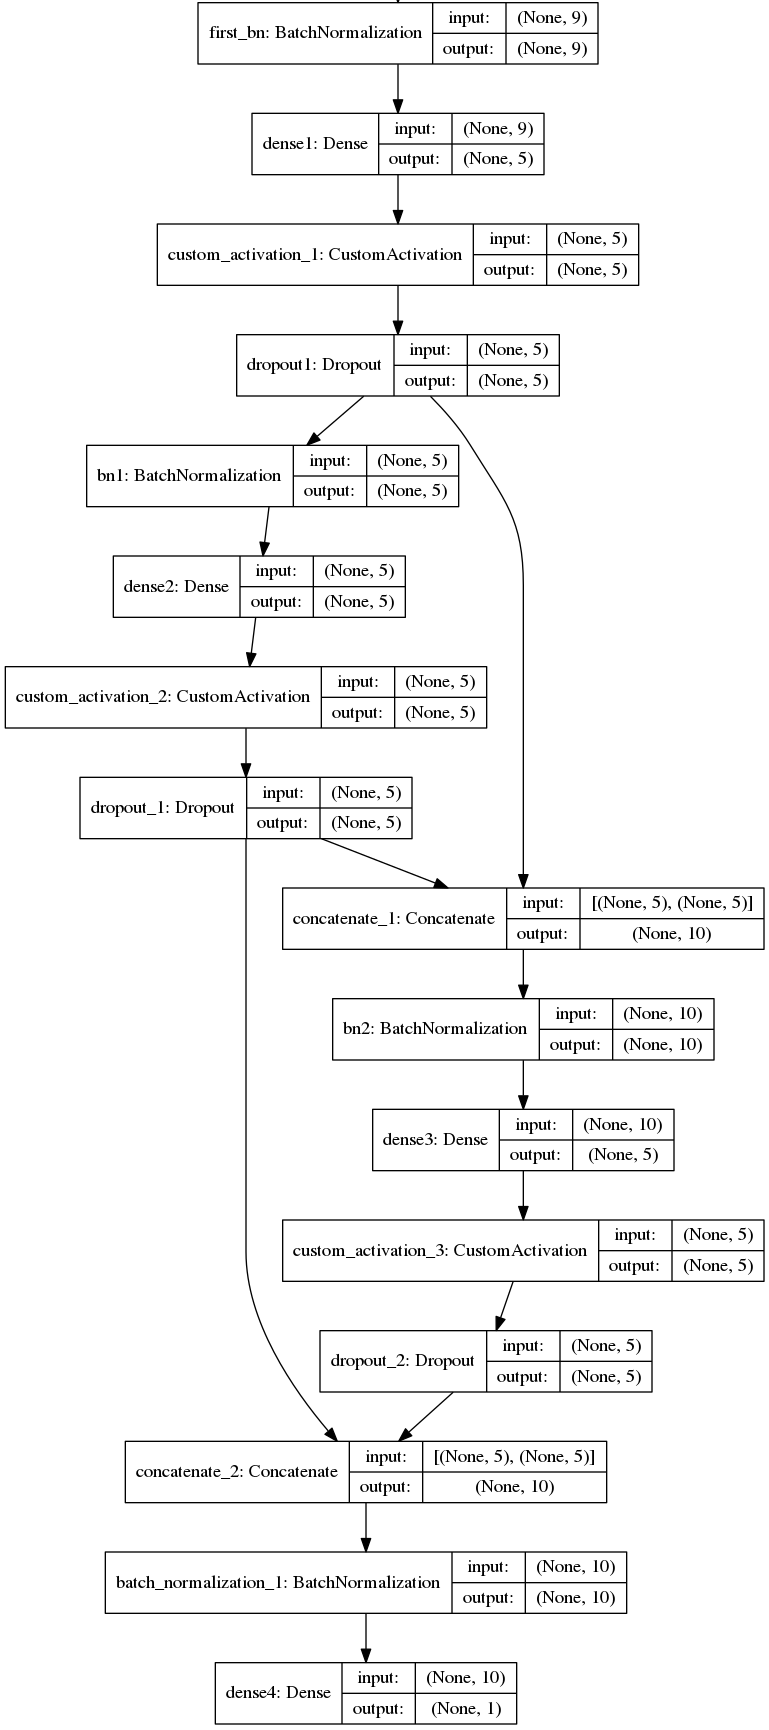 first_bn: BatchNormalization
input: (None, 9)
output: (None, 9)
dense1: Dense
input: (None, 9)
output: (None, 5)
custom_activation_1: CustomActivation
input: (None, 5)
output: (None, 5)
dropout1: Dropout
input: (None, 5)
output: (None, 5)
bn1: BatchNormalization
input: (None, 5)
output: (None, 5)
dense2: Dense
input: (None, 5)
output: (None, 5)
custom_activation_2: CustomActivation
input: (None, 5)
output: (None, 5)
dropout_1: Dropout
input: (None, 5)
output: (None, 5)
concatenate_1: Concatenate
input: [(None, 5), (None, 5)]
output: (None, 10)
bn2: BatchNormalization
input: (None, 10)
output: (None, 10)
dense3: Dense
input: (None, 10)
output: (None, 5)
custom_activation_3: CustomActivation
input: (None, 5)
output: (None, 5)
dropout_2: Dropout
input: (None, 5)
output: (None, 5)
concatenate_2: Concatenate
input: [(None, 5), (None, 5)]
output: (None, 10)
batch_normalization_1: BatchNormalization
input: (None, 10)
output: (None, 10)
dense4: Dense
input: (None, 10)
output: (None, 1)